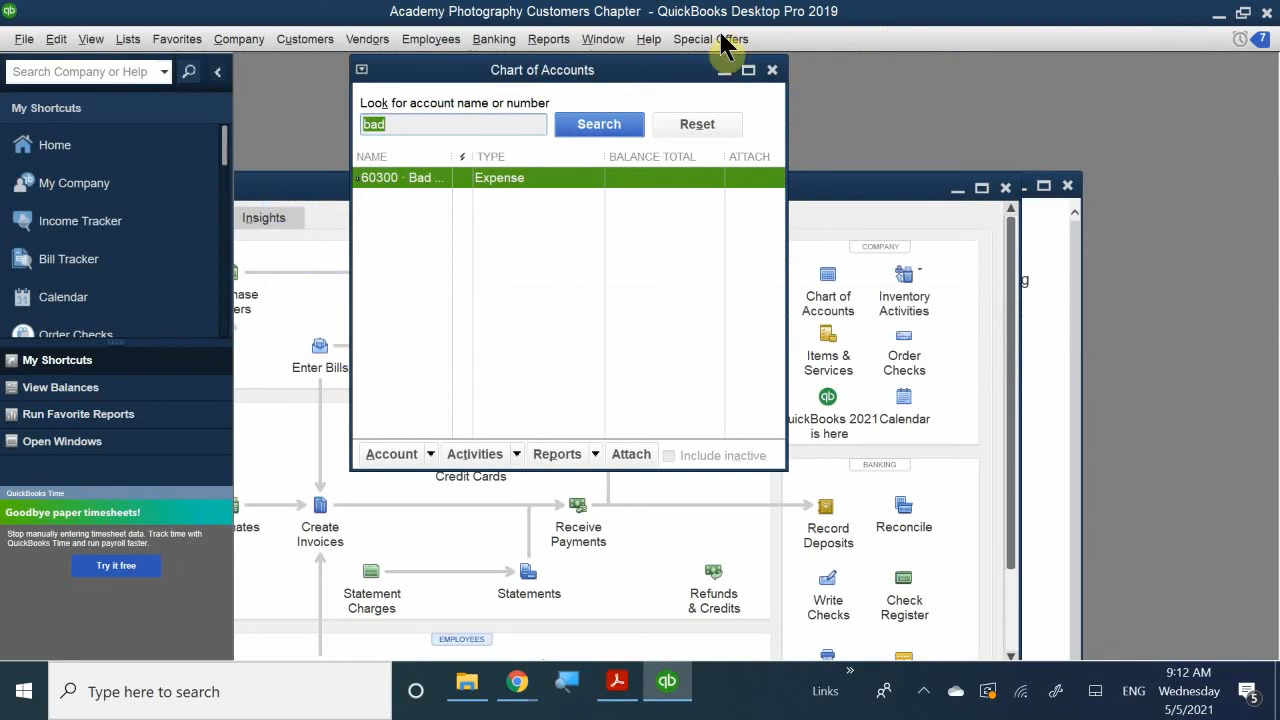 Academy Photography Customers Chapter - QuickBooks Desktop Pro 2019
File Edit View Lists Favorites Company Customers Vendors Employees Banking Reports Window Help Special Offers
7
Search Company or Help
My Shortcuts
Home
My Company
Income Tracker
Bill Tracker
Calendar
Order Checks
My Shortcuts
View Balances
Run Favorite Reports
Open Windows
QuickBooks Time
Goodbye paper timesheets!
Stop manually entering timesheet data. Track time with
QuickBooks Time and run payroll faster.
Try it free
Chart of Accounts
Look for account name or number
bad
Search
Reset
NAME TYPE BALANCE TOTAL ATTACH
60300 · Bad ... Expense
Account Activities Reports Attach Include inactive
Insights
hase
ers
Enter Bills
Credit Cards
ates
Create
Invoices
Receive
Payments
Statement
Charges
Statements
Refunds
& Credits
EMPLOYEES
COMPANY
Chart of
Accounts
Inventory
Activities
Items &
Services
Order
Checks
uickBooks 2021
is here
Calendar
BANKING
Record
Deposits
Reconcile
Write
Checks
Check
Register
g
Type here to search
qb
Links
ENG
9:12 AM
Wednesday
5/5/2021
5